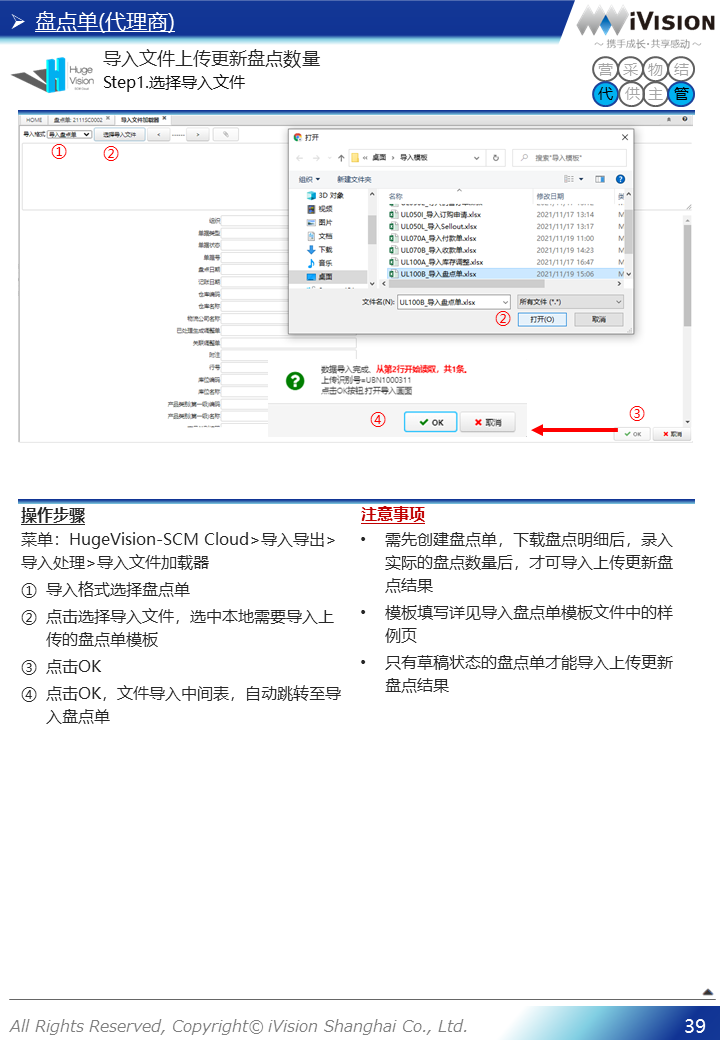 盘点单(代理商)
iVision
～ 携手成长·共享感动 ～
Huge
Vision
导入文件上传更新盘点数量
Step1.选择导入文件
营 采 物 结
代 供 主 管
HOME 盘点单: 2111SC0002 导入文件加载器
导入格式 导入盘点单 选择导入文件 < ------ >
① ②
打开
« 桌面 › 导入模板 搜索"导入模板"
组织 新建文件夹
3D 对象
视频
图片
文档
下载
音乐
桌面
名称 修改日期 类
UL050I_导入订购申请.xlsx 2021/11/17 13:14 M
UL050L_导入Sellout.xlsx 2021/11/17 13:17 M
UL070A_导入付款单.xlsx 2021/11/19 11:00 M
UL070B_导入收款单.xlsx 2021/11/19 14:23 M
UL100A_导入库存调整.xlsx 2021/11/17 16:47 M
UL100B_导入盘点单.xlsx 2021/11/19 15:06 M
文件名(N): UL100B_导入盘点单.xlsx 所有文件 (*.*)
② 打开(O) 取消
组织
单据类型
单据状态
单据号
盘点日期
记账日期
仓库编码
仓库名称
物流公司名称
已处理生成调整单
关联调整单
附注
行号
库位编码
库位名称
产品类别(第一级)编码
产品类别(第一级)名称
数据导入完成，从第2行开始读取，共1条。
上传识别号=UBN1000311
点击OK按钮,打开导入画面
④ OK 取消
③
OK 取消
操作步骤
菜单：HugeVision-SCM Cloud>导入导出>
导入处理>导入文件加载器
① 导入格式选择盘点单
② 点击选择导入文件，选中本地需要导入上
传的盘点单模板
③ 点击OK
④ 点击OK，文件导入中间表，自动跳转至导
入盘点单
注意事项
• 需先创建盘点单，下载盘点明细后，录入
实际的盘点数量后，才可导入上传更新盘
点结果
• 模板填写详见导入盘点单模板文件中的样
例页
• 只有草稿状态的盘点单才能导入上传更新
盘点结果
All Rights Reserved, Copyright© iVision Shanghai Co., Ltd.
39